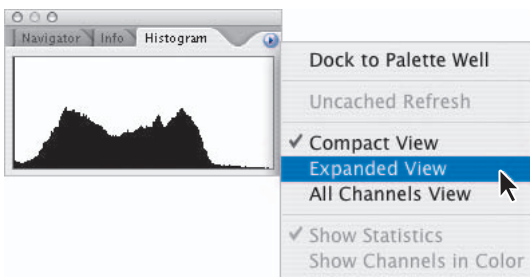 Navigator Info Histogram
Dock to Palette Well
Uncached Refresh
✓ Compact View
Expanded View
All Channels View
✓ Show Statistics
Show Channels in Color